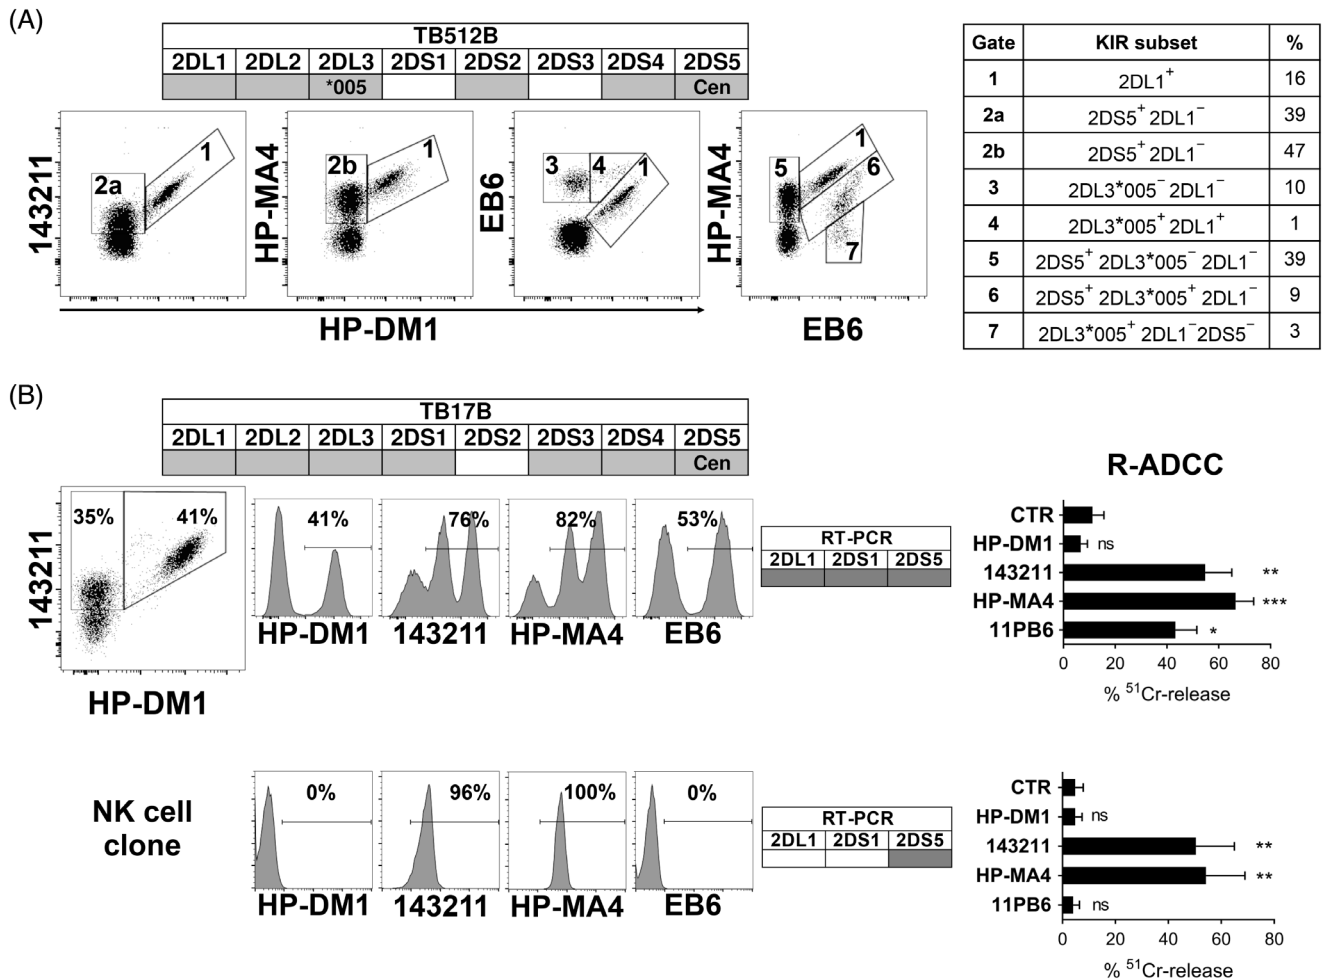 (A)
TB512B
2DL1 2DL2 2DL3 2DS1 2DS2 2DS3 2DS4 2DS5
*005 Cen
143211
2a
1
HP-MA4
2b
1
EB6
3
4
1
HP-MA4
5
1
6
7
HP-DM1
EB6
Gate KIR subset %
1 2DL1⁺ 16
2a 2DS5⁺ 2DL1⁻ 39
2b 2DS5⁺ 2DL1⁻ 47
3 2DL3*005⁻ 2DL1⁻ 10
4 2DL3*005⁺ 2DL1⁺ 1
5 2DS5⁺ 2DL3*005⁻ 2DL1⁻ 39
6 2DS5⁺ 2DL3*005⁺ 2DL1⁻ 9
7 2DL3*005⁺ 2DL1⁻2DS5⁻ 3
(B)
TB17B
2DL1 2DL2 2DL3 2DS1 2DS2 2DS3 2DS4 2DS5
Cen
143211
35% 41%
HP-DM1
41% 76% 82% 53%
HP-DM1 143211 HP-MA4 EB6
RT-PCR
2DL1 2DS1 2DS5
R-ADCC
CTR
HP-DM1 ns
143211 **
HP-MA4 ***
11PB6 *
0 20 40 60 80
% ⁵¹Cr-release
NK cell
clone
0% 96% 100% 0%
HP-DM1 143211 HP-MA4 EB6
RT-PCR
2DL1 2DS1 2DS5
CTR
HP-DM1 ns
143211 **
HP-MA4 **
11PB6 ns
0 20 40 60 80
% ⁵¹Cr-release